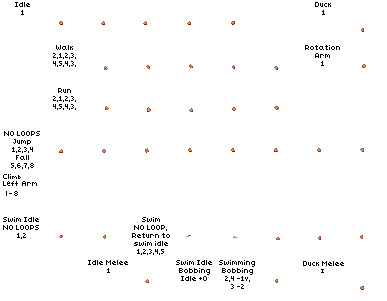 Idle
1
Duck
1
Walk
2,1,2,3,
4,5,4,3,
Rotation
Arm
1
Run
2,1,2,3,
4,5,4,3,
NO LOOPS
Jump
1,2,3,4
Fall
5,6,7,8
Climb
Left Arm
1 - 8
Swim Idle
NO LOOPS
1,2
Swim
NO LOOP,
Return to
swim idle
1,2,3,4,5
Idle Melee
1
Swim Idle
Bobbing
Idle +0
Swimming
Bobbing
2,4 -1v,
3 -2
Duck Melee
1